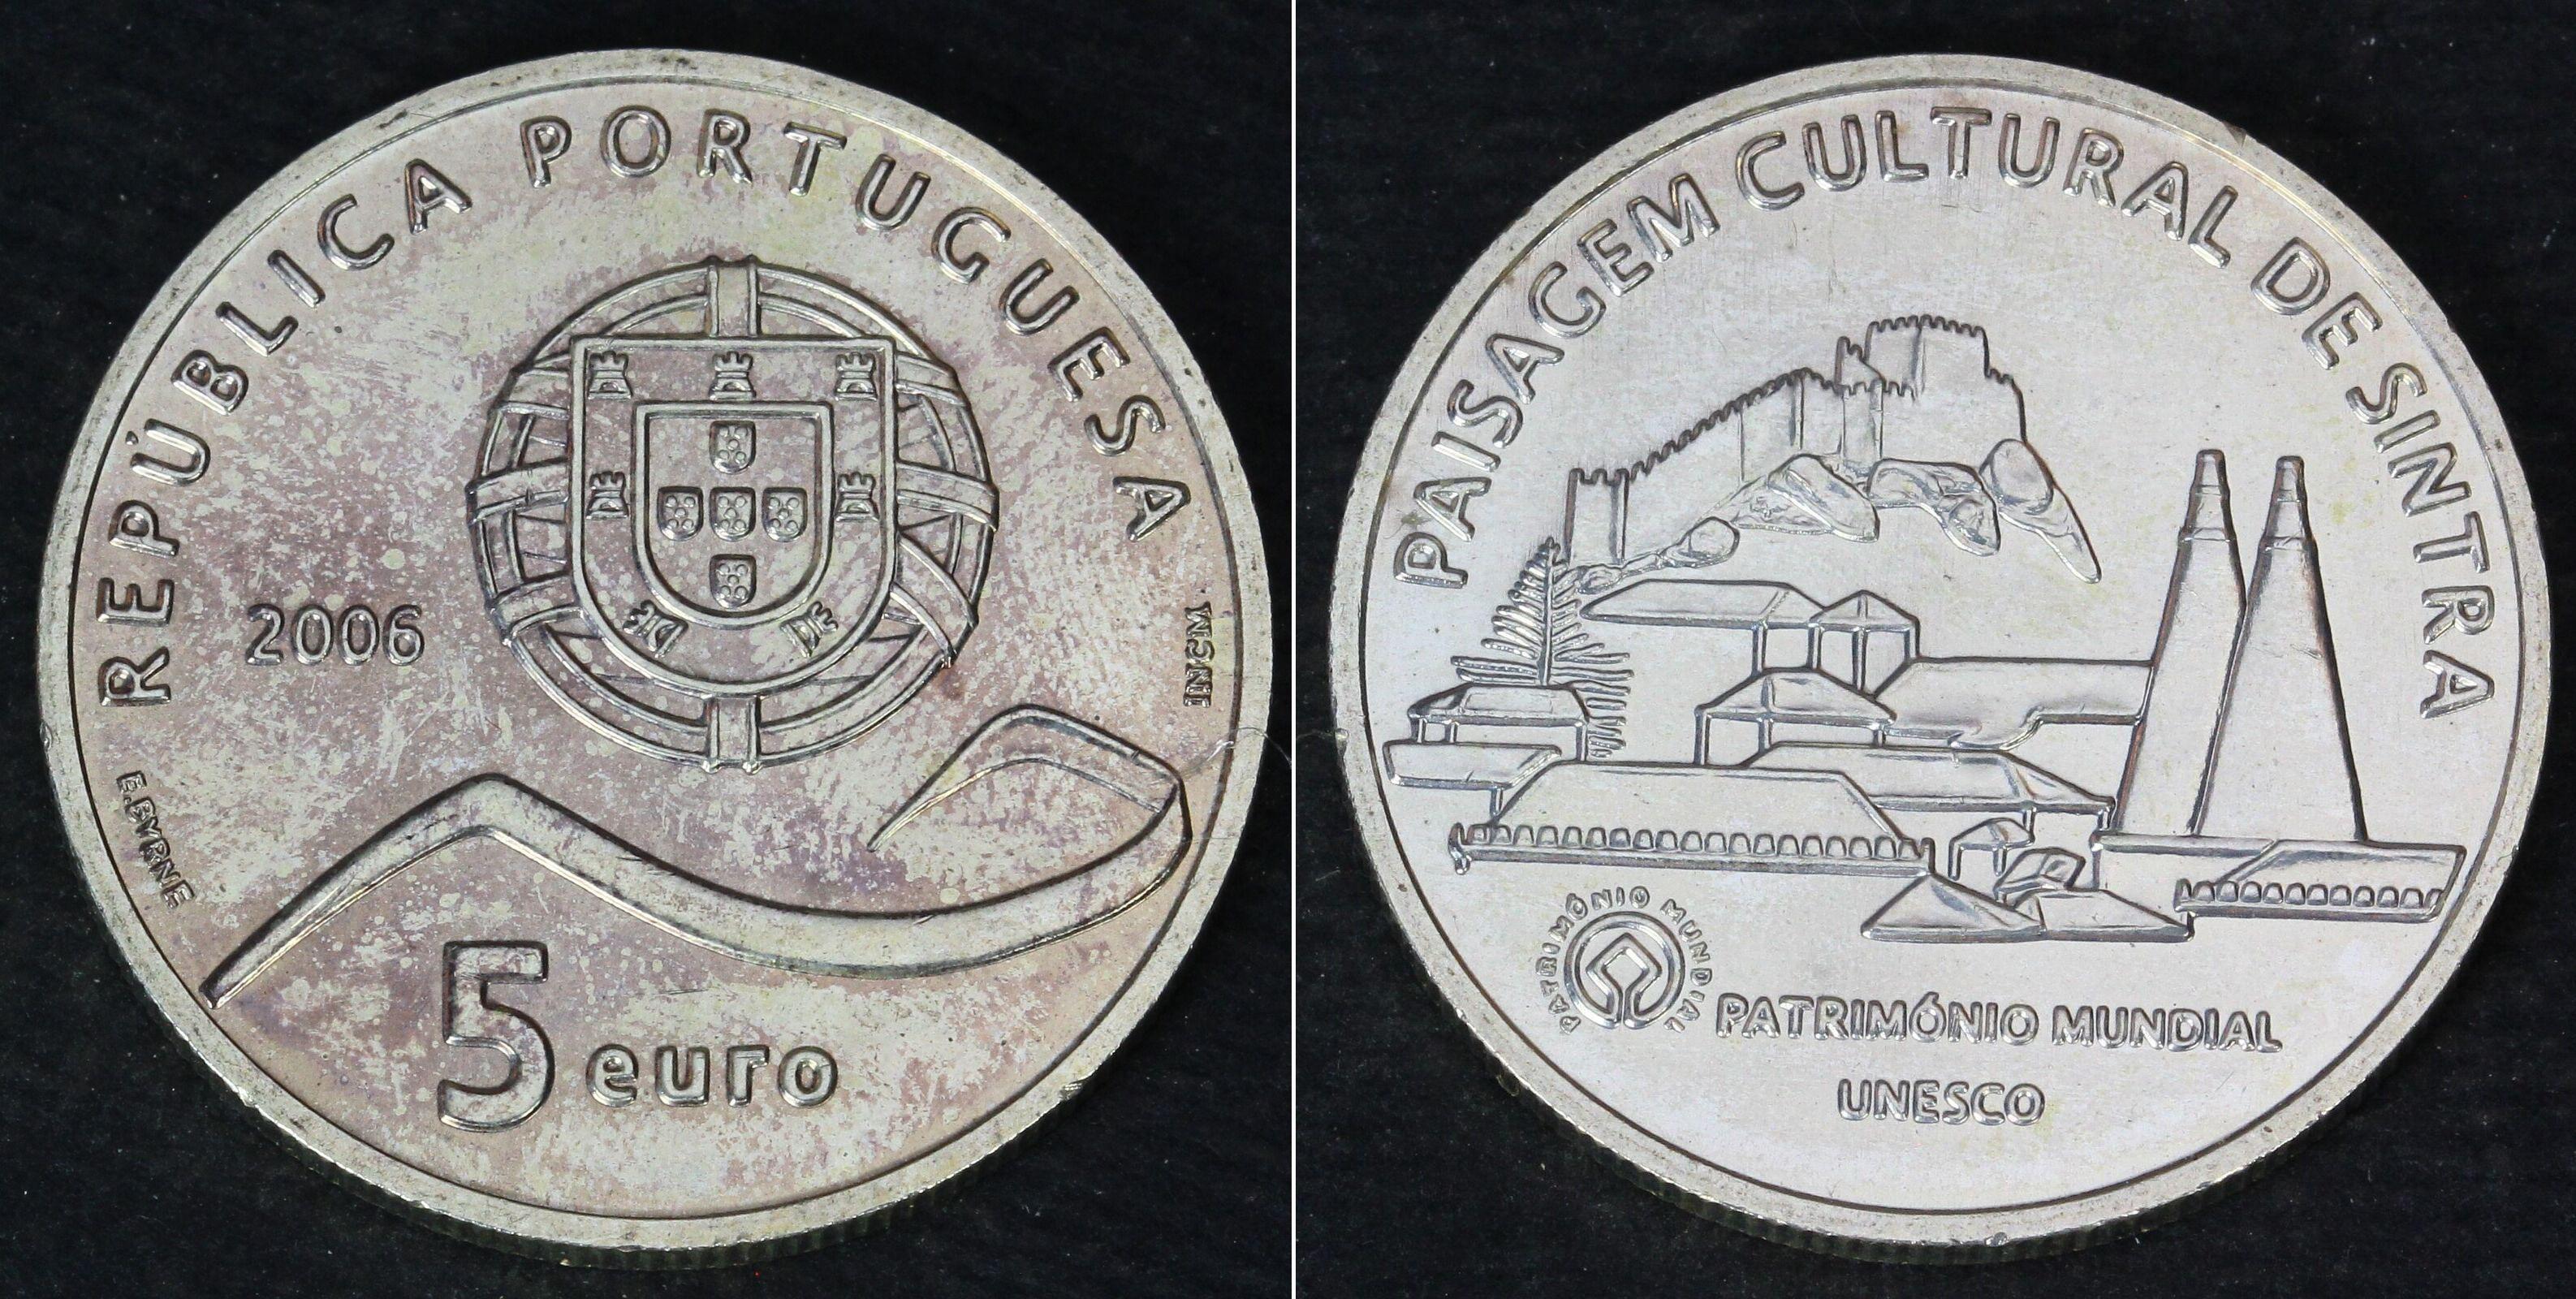 REPÚBLICA PORTUGUESA
2006
INCM
E.BYRNE
5 euro
PAISAGEM CULTURAL DE SINTRA
PATRIMÓNIO MUNDIAL
PATRIMÓNIO MUNDIAL
UNESCO